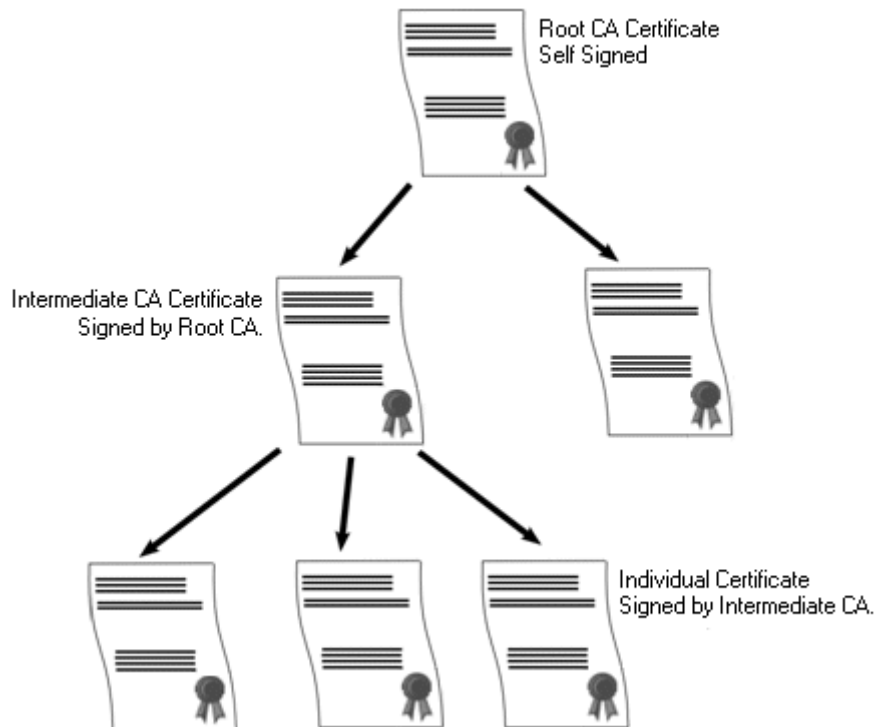 Root CA Certificate
Self Signed
Intermediate CA Certificate
Signed by Root CA.
Individual Certificate
Signed by Intermediate CA.